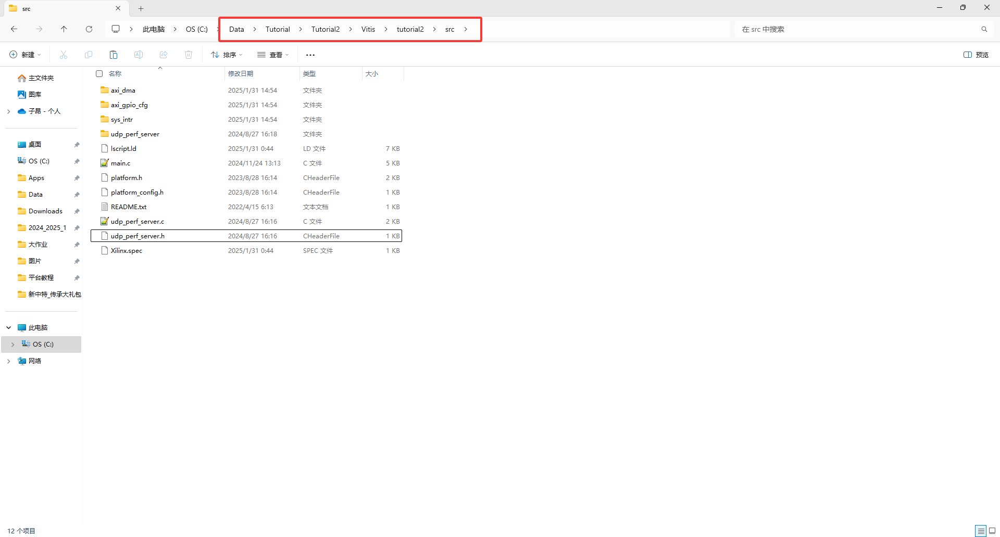 src
此电脑 OS (C:) Data Tutorial Tutorial2 Vitis tutorial2 src
在 src 中搜索
新建 排序 查看 预览
名称 修改日期 类型 大小
主文件夹
图库
子昂 - 个人
桌面
OS (C:)
Apps
Data
Downloads
2024_2025_1
大作业
图片
平台教程
新中特_传承大礼包
此电脑
OS (C:)
网络
axi_dma 2025/1/31 14:54 文件夹
axi_gpio_cfg 2025/1/31 14:54 文件夹
sys_intr 2025/1/31 14:54 文件夹
udp_perf_server 2024/8/27 16:18 文件夹
lscript.ld 2025/1/31 0:44 LD 文件 7 KB
main.c 2024/11/24 13:13 C 文件 5 KB
platform.h 2023/8/28 16:14 CHeaderFile 2 KB
platform_config.h 2023/8/28 16:14 CHeaderFile 1 KB
README.txt 2022/4/15 6:13 文本文档 1 KB
udp_perf_server.c 2024/8/27 16:16 C 文件 2 KB
udp_perf_server.h 2024/8/27 16:16 CHeaderFile 1 KB
Xilinx.spec 2025/1/31 0:44 SPEC 文件 1 KB
12 个项目